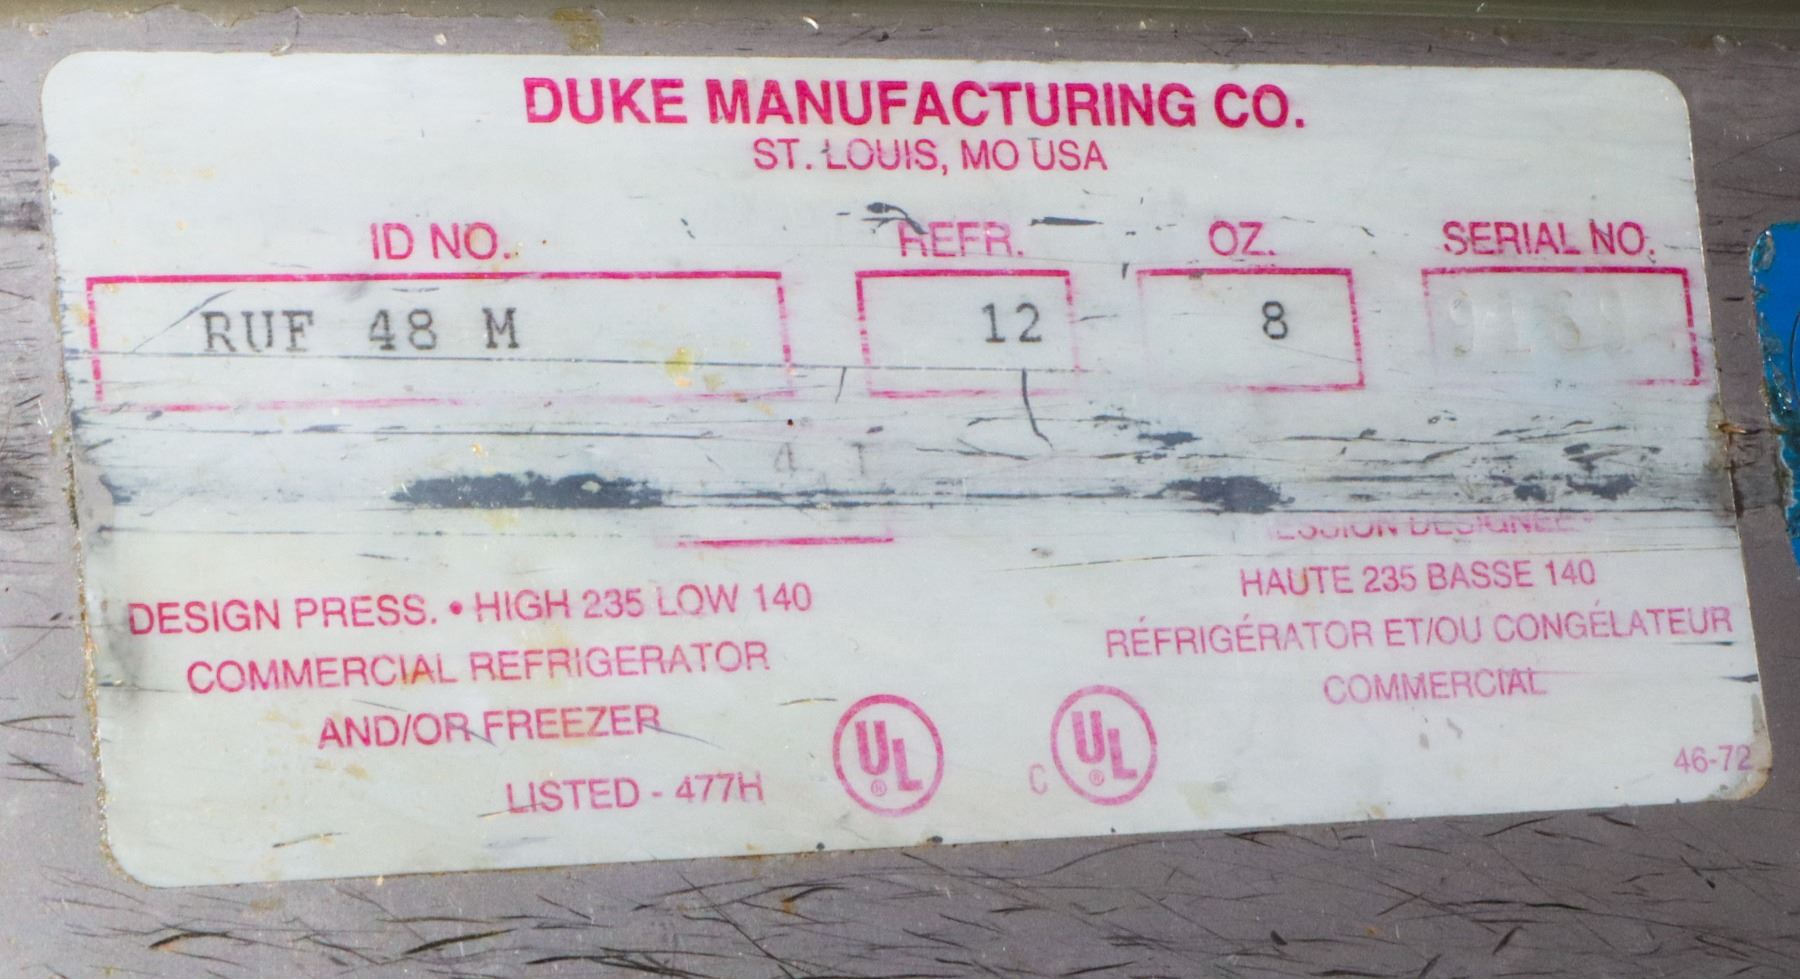 DUKE MANUFACTURING CO.
ST. LOUIS, MO USA
ID NO. REFR. OZ. SERIAL NO.
RUF 48 M 12 8
DESIGN PRESS. • HIGH 235 LOW 140
COMMERCIAL REFRIGERATOR
AND/OR FREEZER
LISTED - 477H
UL®
HAUTE 235 BASSE 140
RÉFRIGÉRATOR ET/OU CONGÉLATEUR
COMMERCIAL
C UL®
46-72